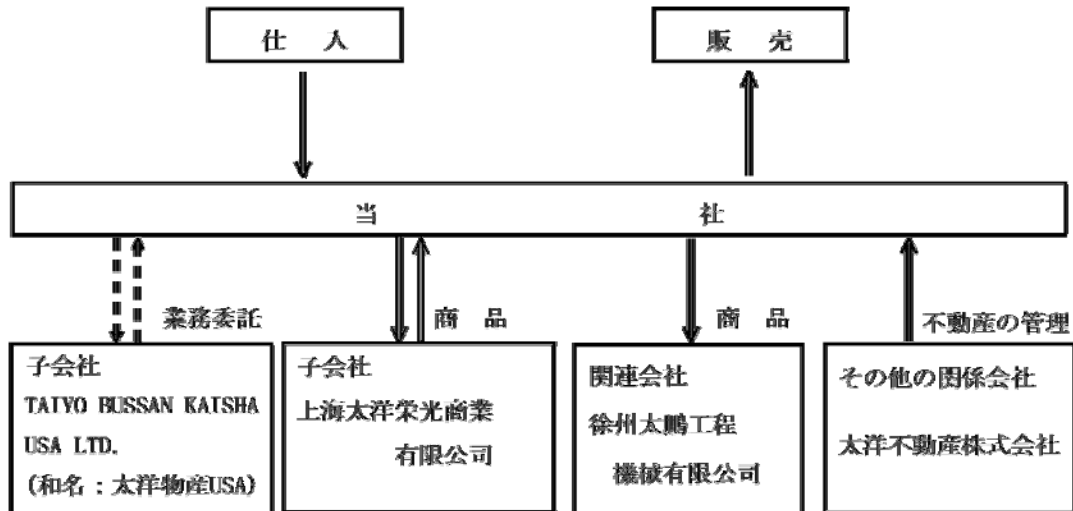 仕 入
販 売
当 社
業務委託
商 品
商 品
不動産の管理
子会社
TAIYO BUSSAN KAISHA
USA LTD.
(和名：太洋物産USA)
子会社
上海太洋栄光商業
有限公司
関連会社
徐州太鵬工程
機械有限公司
その他の関係会社
太洋不動産株式会社